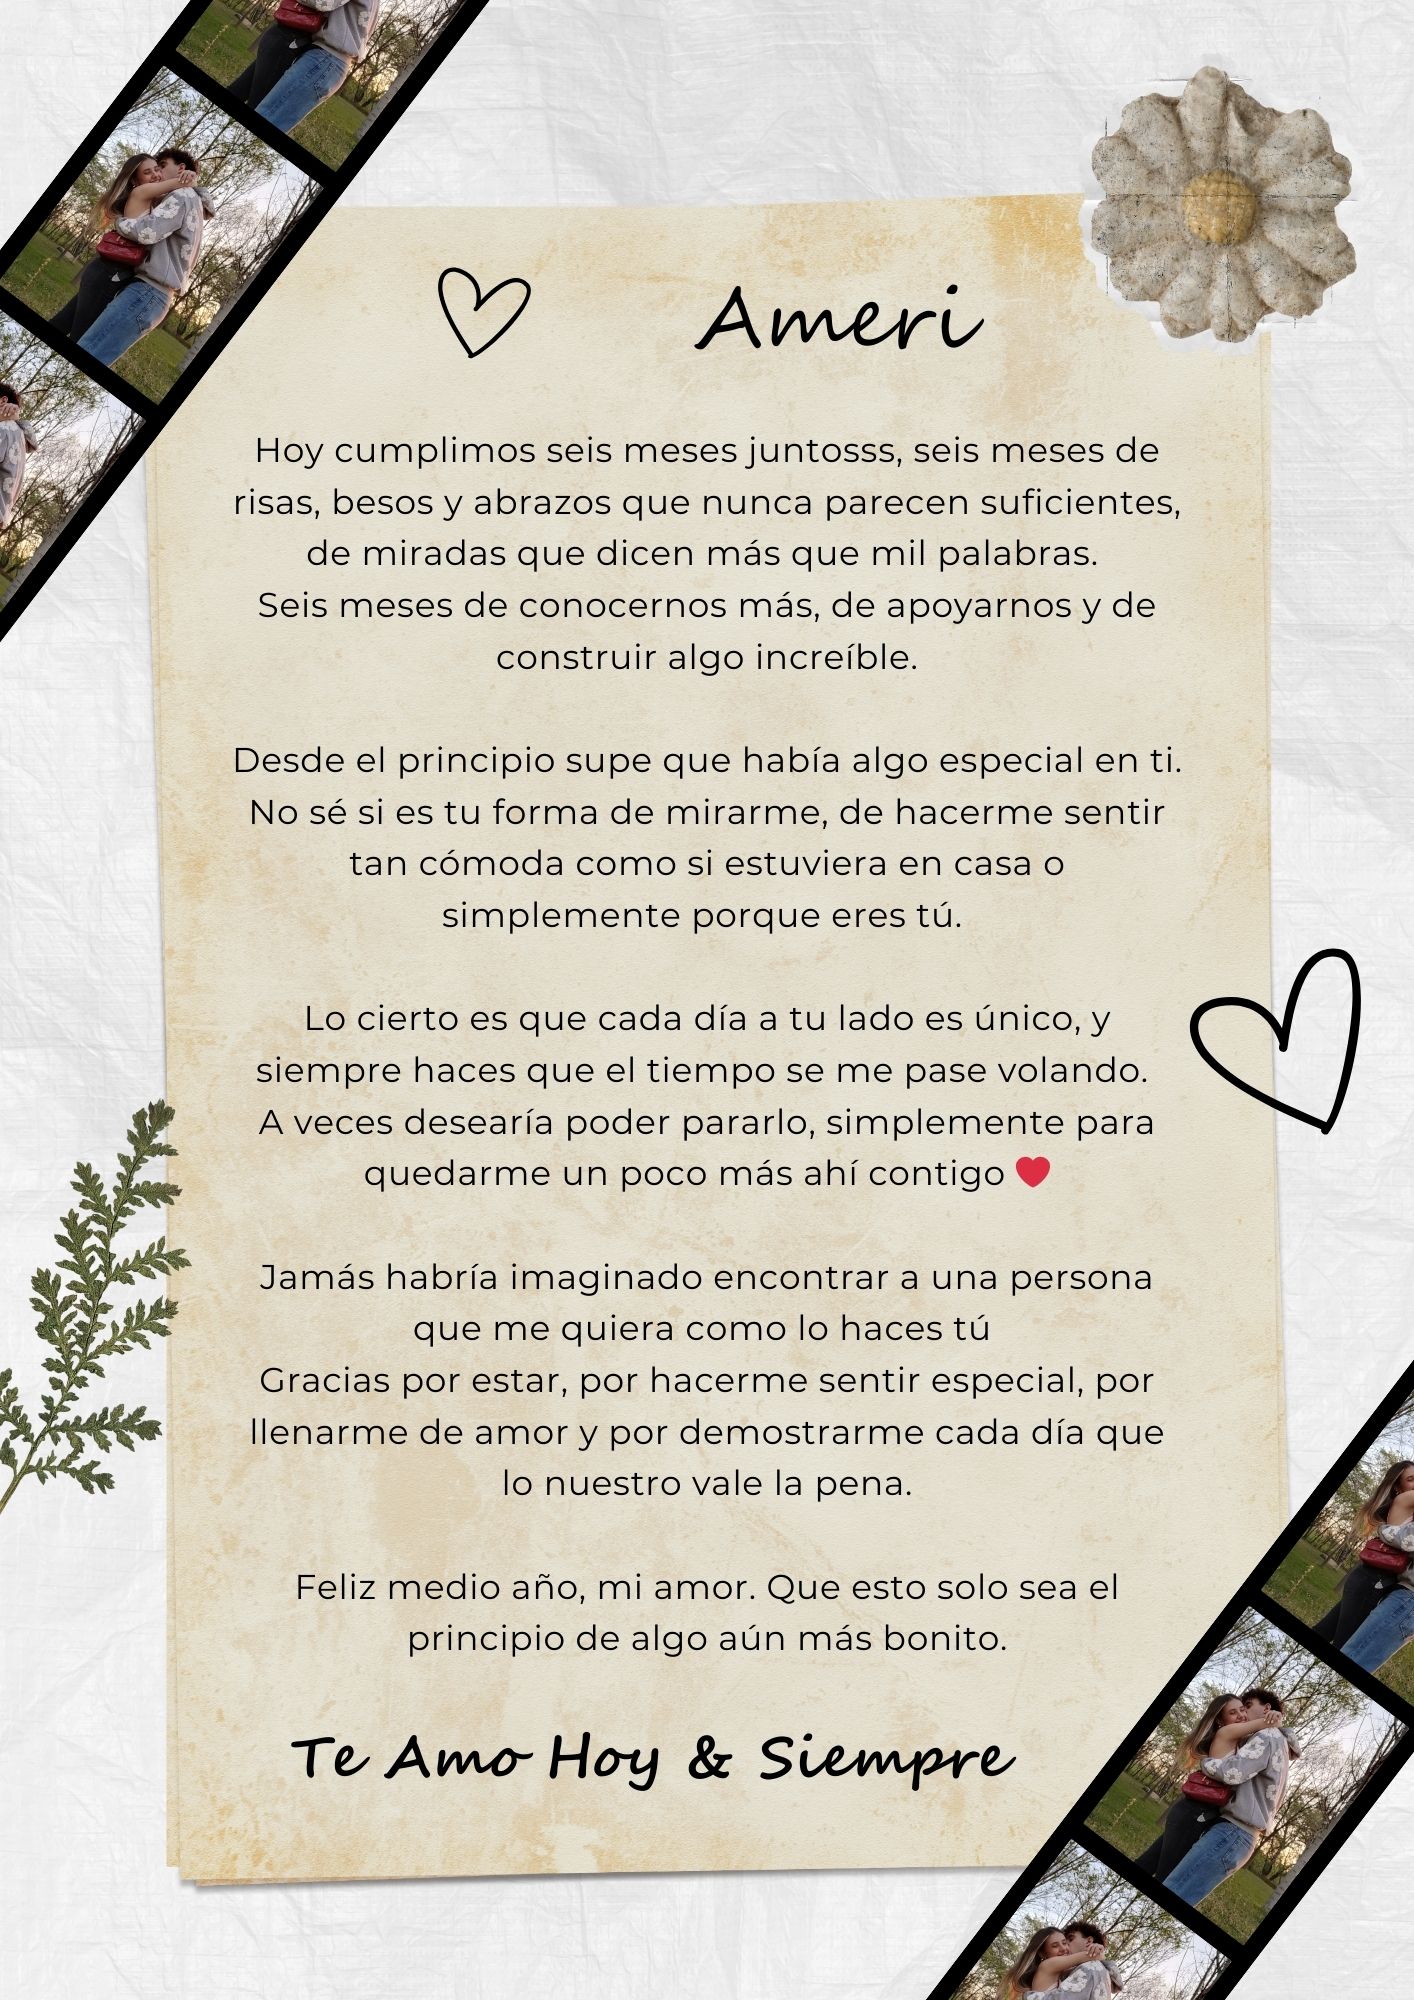 Ameri
Hoy cumplimos seis meses juntosss, seis meses de
risas, besos y abrazos que nunca parecen suficientes,
de miradas que dicen más que mil palabras.
Seis meses de conocernos más, de apoyarnos y de
construir algo increíble.
Desde el principio supe que había algo especial en ti.
No sé si es tu forma de mirarme, de hacerme sentir
tan cómoda como si estuviera en casa o
simplemente porque eres tú.
Lo cierto es que cada día a tu lado es único, y
siempre haces que el tiempo se me pase volando.
A veces desearía poder pararlo, simplemente para
quedarme un poco más ahí contigo ❤️
Jamás habría imaginado encontrar a una persona
que me quiera como lo haces tú
Gracias por estar, por hacerme sentir especial, por
llenarme de amor y por demostrarme cada día que
lo nuestro vale la pena.
Feliz medio año, mi amor. Que esto solo sea el
principio de algo aún más bonito.
Te Amo Hoy & Siempre